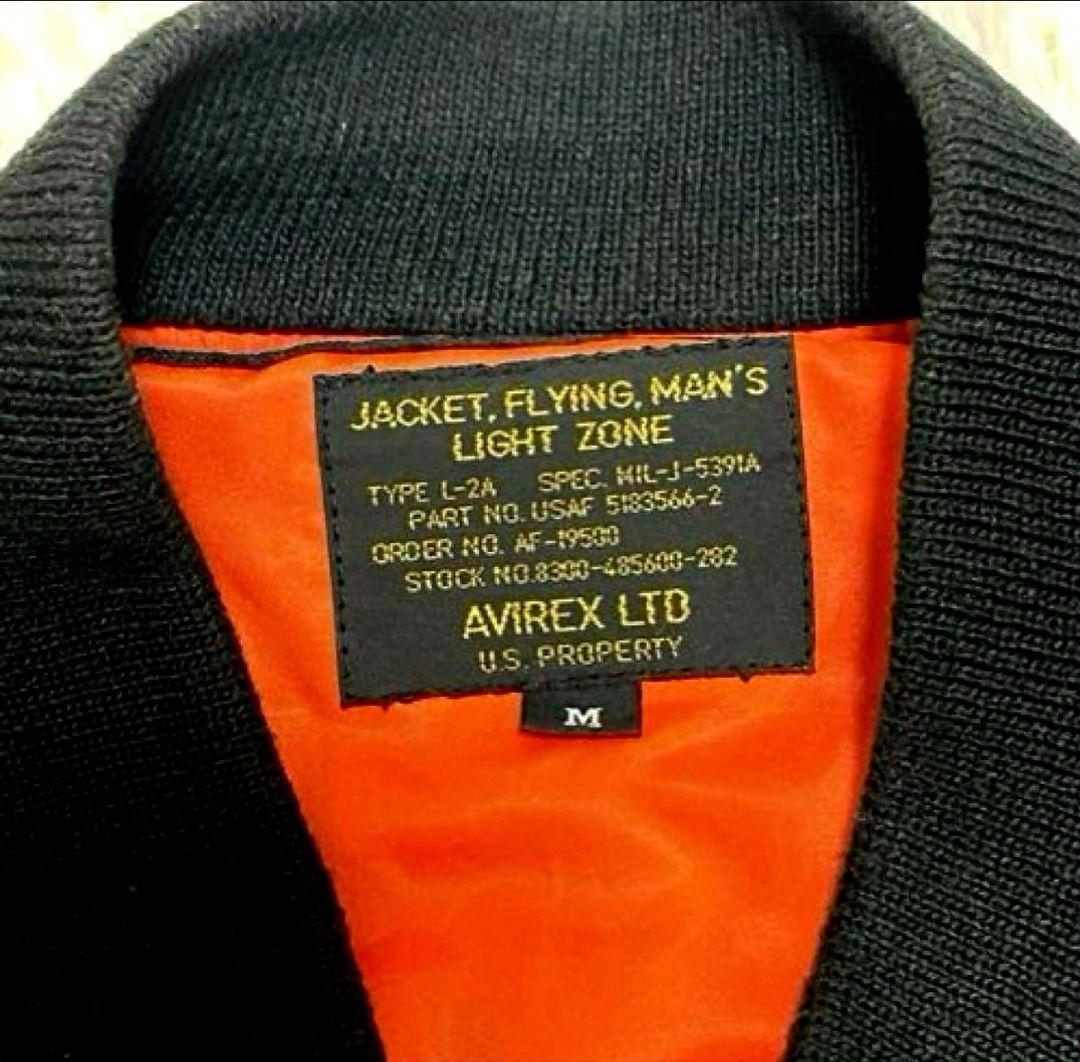 JACKET, FLYING, MAN'S
LIGHT ZONE
TYPE L-2A SPEC. MIL-J-5391A
PART NO. USAF 5183566-2
ORDER NO. AF-19500
STOCK NO.8300-485600-282
AVIREX LTD
U.S. PROPERTY
M